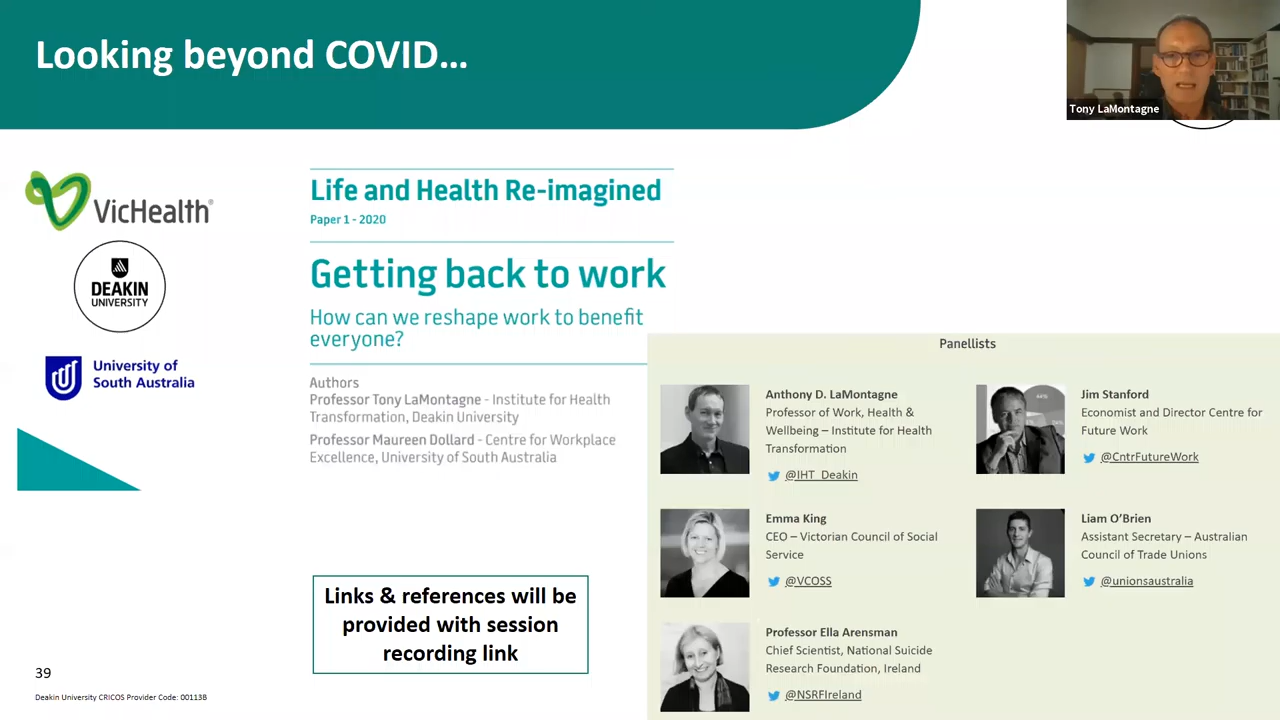 Looking beyond COVID...
Tony LaMontagne
VicHealth®
DEAKIN
UNIVERSITY
University of
South Australia
Life and Health Re-imagined
Paper 1 - 2020
Getting back to work
How can we reshape work to benefit
everyone?
Authors
Professor Tony LaMontagne - Institute for Health
Transformation, Deakin University
Professor Maureen Dollard - Centre for Workplace
Excellence, University of South Australia
Links & references will be
provided with session
recording link
Panellists
Anthony D. LaMontagne
Professor of Work, Health &
Wellbeing – Institute for Health
Transformation
@IHT_Deakin
Jim Stanford
Economist and Director Centre for
Future Work
@CntrFutureWork
Emma King
CEO – Victorian Council of Social
Service
@VCOSS
Liam O’Brien
Assistant Secretary – Australian
Council of Trade Unions
@unionsaustralia
Professor Ella Arensman
Chief Scientist, National Suicide
Research Foundation, Ireland
@NSRFIreland
39
Deakin University CRICOS Provider Code: 00113B